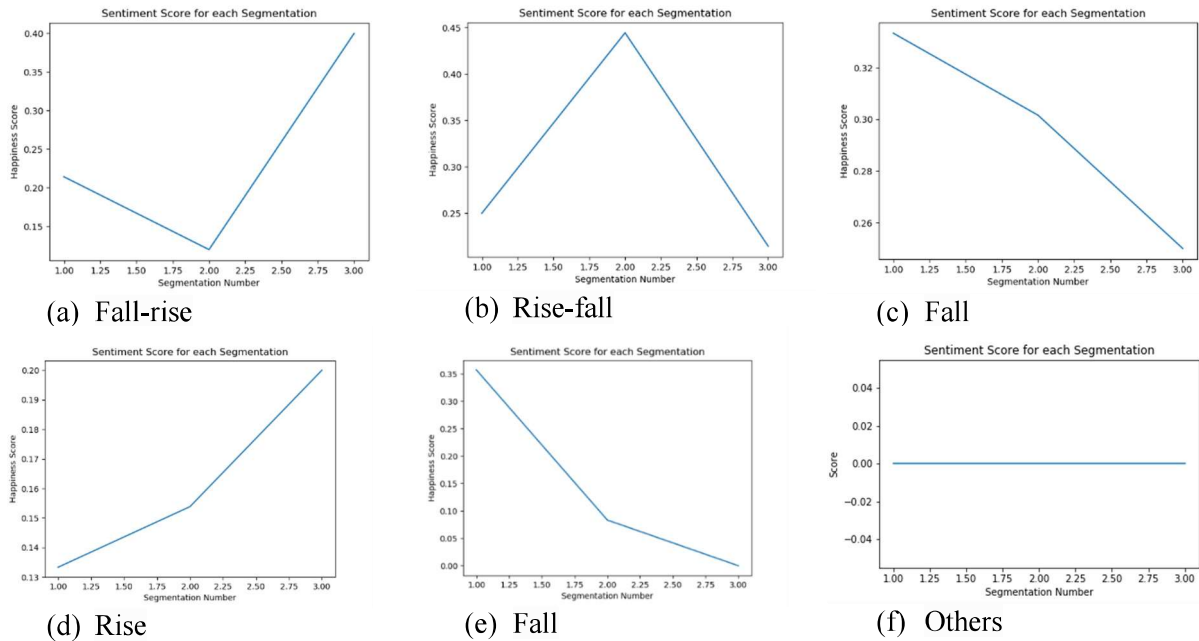 Sentiment Score for each Segmentation
Happiness Score
0.40
0.35
0.30
0.25
0.20
0.15
1.00 1.25 1.50 1.75 2.00 2.25 2.50 2.75 3.00
Segmentation Number
(a) Fall-rise
Sentiment Score for each Segmentation
Happiness Score
0.45
0.40
0.35
0.30
0.25
1.00 1.25 1.50 1.75 2.00 2.25 2.50 2.75 3.00
Segmentation Number
(b) Rise-fall
Sentiment Score for each Segmentation
Happiness Score
0.32
0.30
0.28
0.26
1.00 1.25 1.50 1.75 2.00 2.25 2.50 2.75 3.00
Segmentation Number
(c) Fall
Sentiment Score for each Segmentation
Happiness Score
0.20
0.19
0.18
0.17
0.16
0.15
0.14
0.13
1.00 1.25 1.50 1.75 2.00 2.25 2.50 2.75 3.00
Segmentation Number
(d) Rise
Sentiment Score for each Segmentation
Happiness Score
0.35
0.30
0.25
0.20
0.15
0.10
0.05
0.00
1.00 1.25 1.50 1.75 2.00 2.25 2.50 2.75 3.00
Segmentation Number
(e) Fall
Sentiment Score for each Segmentation
Score
0.04
0.02
0.00
−0.02
−0.04
1.00 1.25 1.50 1.75 2.00 2.25 2.50 2.75 3.00
Segmentation Number
(f) Others